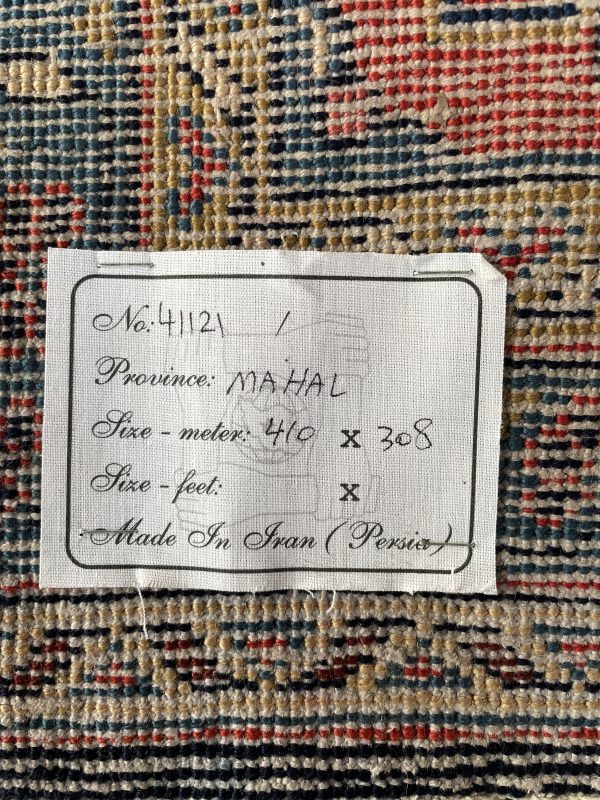 No: 41121 /
Province: MAHAL
Size - meter: 410 x 308
Size - feet: x
Made In Iran ( Persia )